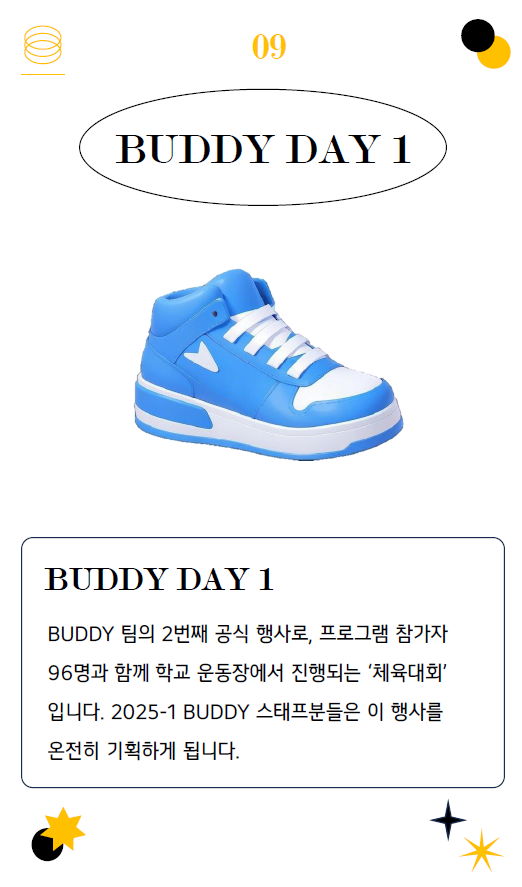 09
BUDDY DAY 1
BUDDY DAY 1
BUDDY 팀의 2번째 공식 행사로, 프로그램 참가자
96명과 함께 학교 운동장에서 진행되는 ‘체육대회’
입니다. 2025-1 BUDDY 스태프분들은 이 행사를
온전히 기획하게 됩니다.